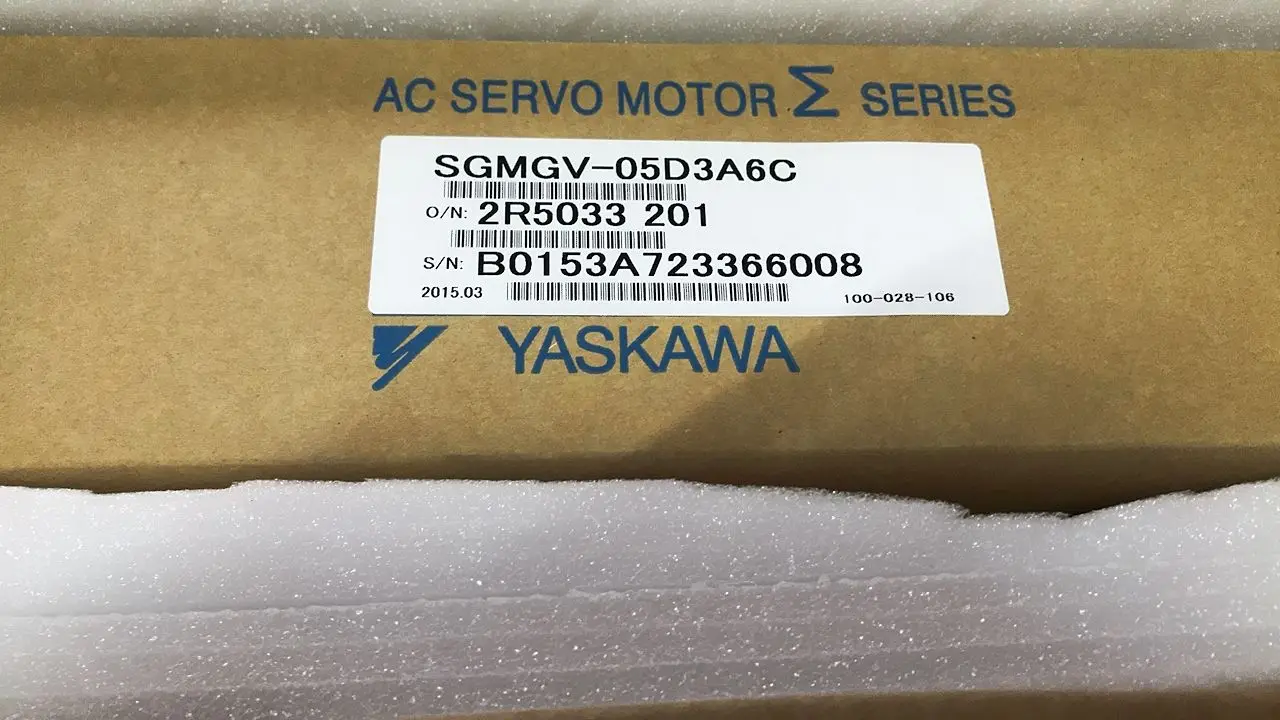 AC SERVO MOTOR Σ SERIES
SGMGV-05D3A6C
O/N: 2R5033 201
S/N: B0153A723366008
2015.03 100-028-106
YASKAWA